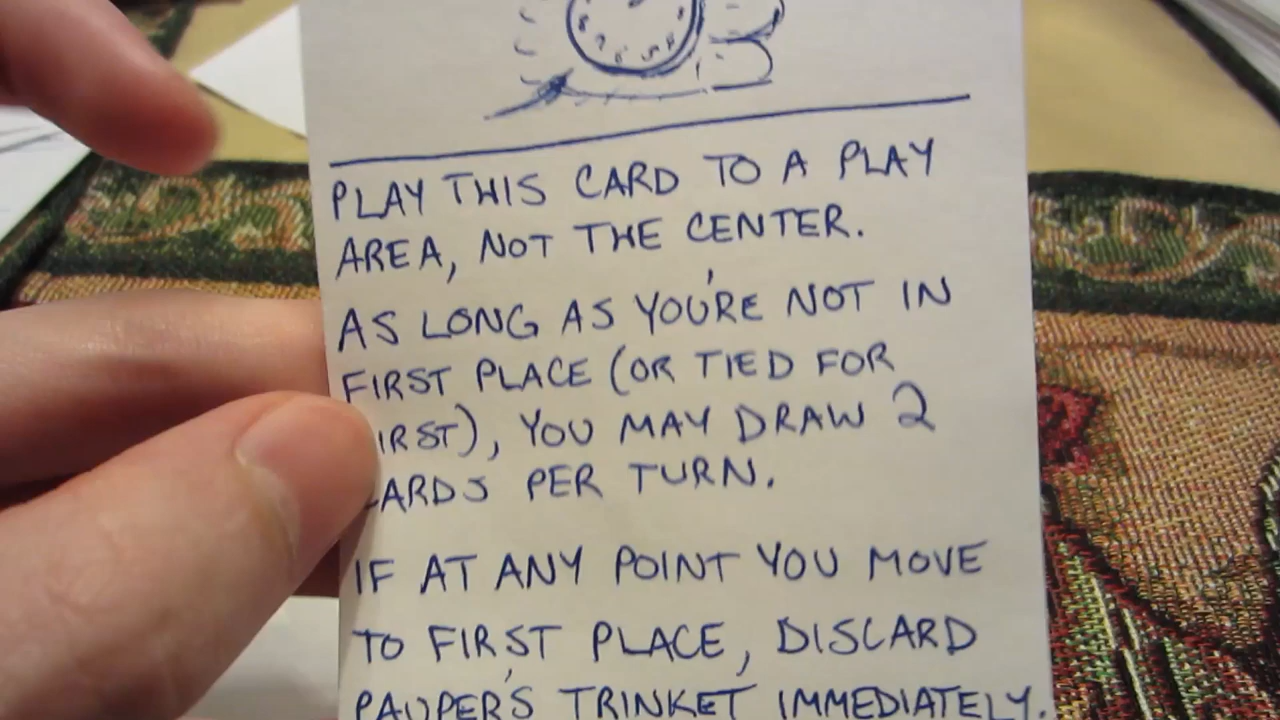 PLAY THIS CARD TO A PLAY
AREA, NOT THE CENTER.
AS LONG AS YOU'RE NOT IN
FIRST PLACE (OR TIED FOR
IRST), YOU MAY DRAW 2
ARDS PER TURN.
IF AT ANY POINT YOU MOVE
TO FIRST PLACE, DISCARD
PAUPER'S TRINKET IMMEDIATELY.